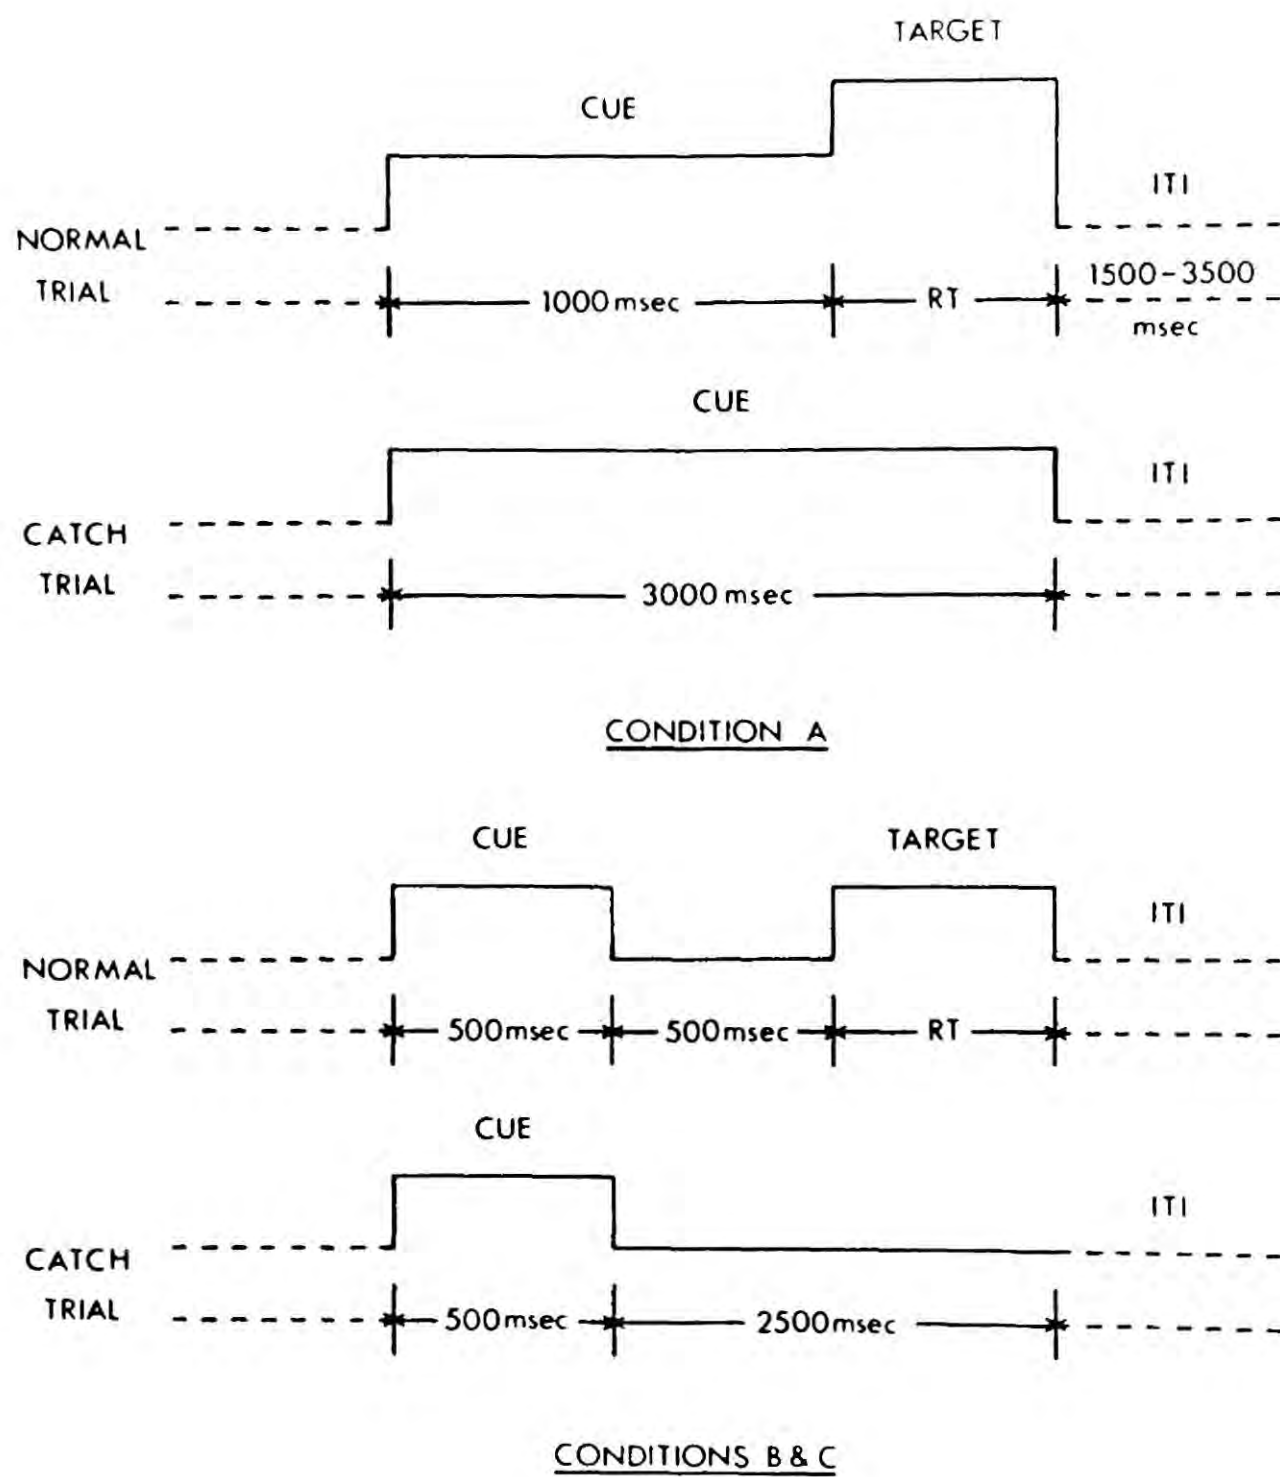 TARGET
CUE
ITI
NORMAL
TRIAL
1000 msec
RT
1500-3500
msec
CUE
ITI
CATCH
TRIAL
3000 msec
CONDITION A
CUE
TARGET
ITI
NORMAL
TRIAL
500 msec
500 msec
RT
CUE
ITI
CATCH
TRIAL
500 msec
2500 msec
CONDITIONS B & C